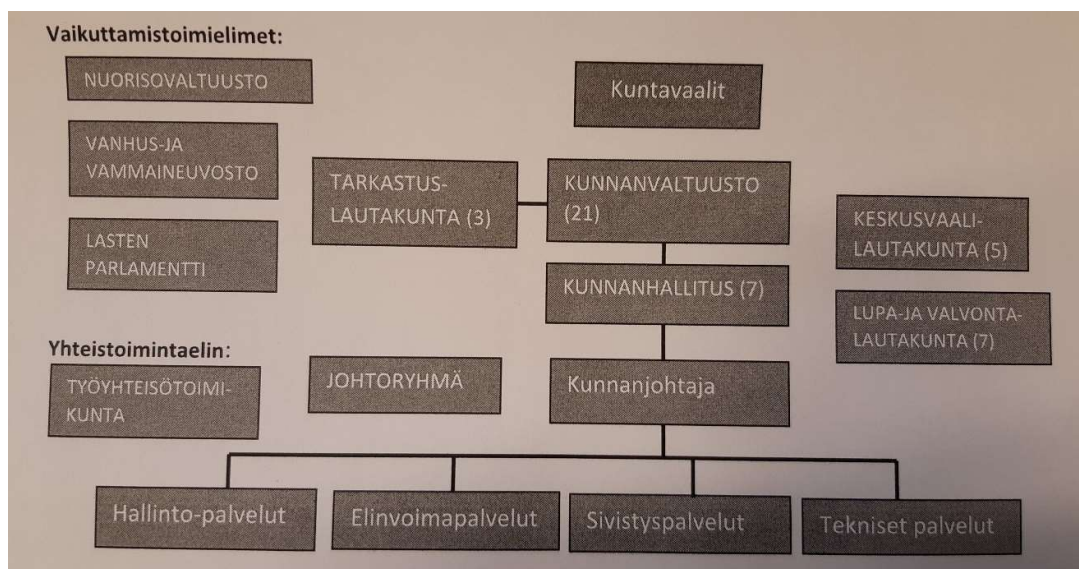 Vaikuttamistoimielimet:
NUORISOVALTUUSTO
Kuntavaalit
VANHUS-JA
VAMMAINEUVOSTO
TARKASTUS-
LAUTAKUNTA (3)
KUNNANVALTUUSTO
(21)
KESKUSVAALI-
LAUTAKUNTA (5)
LASTEN
PARLAMENTTI
KUNNANHALLITUS (7)
LUPA-JA VALVONTA-
LAUTAKUNTA (7)
Yhteistoimintaelin:
TYÖYHTEISÖTOIMI-
KUNTA
JOHTORYHMÄ
Kunnanjohtaja
Hallinto-palvelut
Elinvoimapalvelut
Sivistyspalvelut
Tekniset palvelut